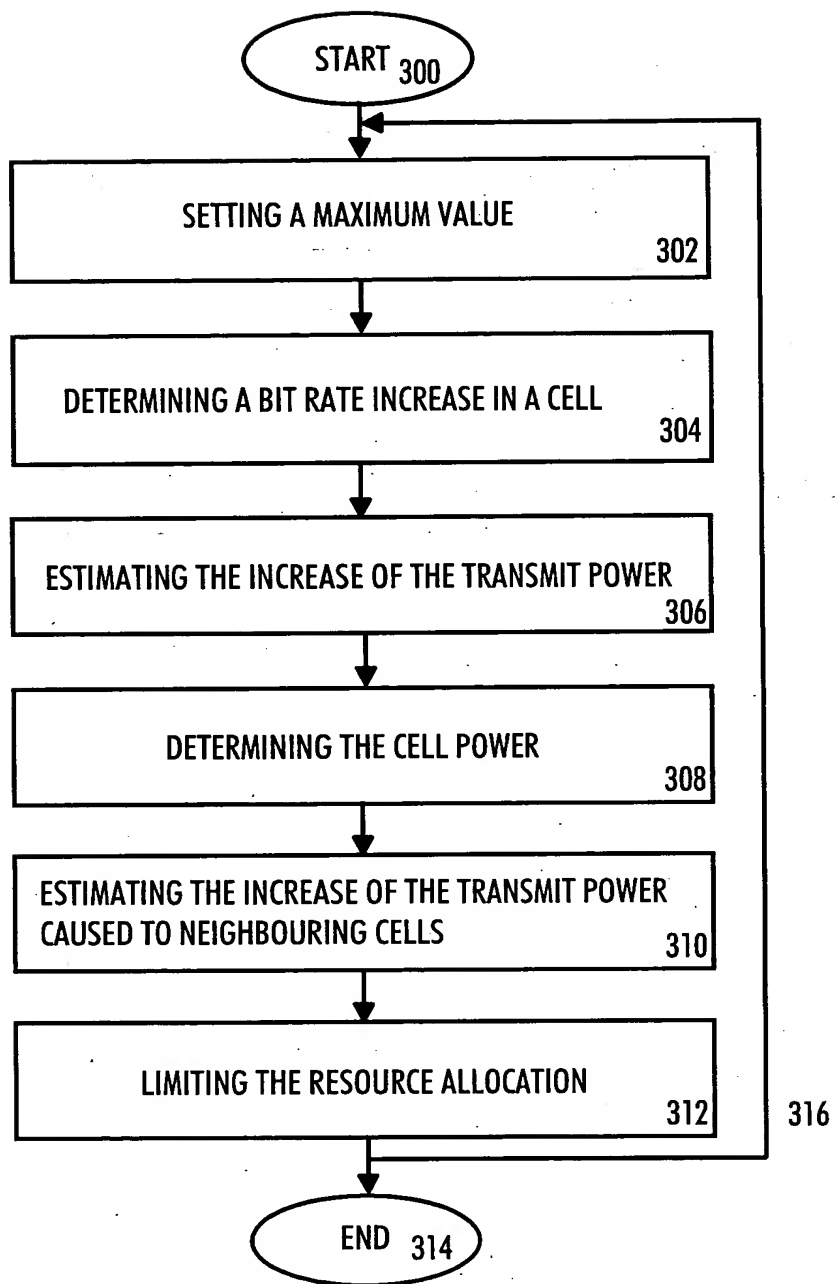 START 300
SETTING A MAXIMUM VALUE
302
DETERMINING A BIT RATE INCREASE IN A CELL
304
ESTIMATING THE INCREASE OF THE TRANSMIT POWER
306
DETERMINING THE CELL POWER
308
ESTIMATING THE INCREASE OF THE TRANSMIT POWER
CAUSED TO NEIGHBOURING CELLS
310
LIMITING THE RESOURCE ALLOCATION
312
316
END 314